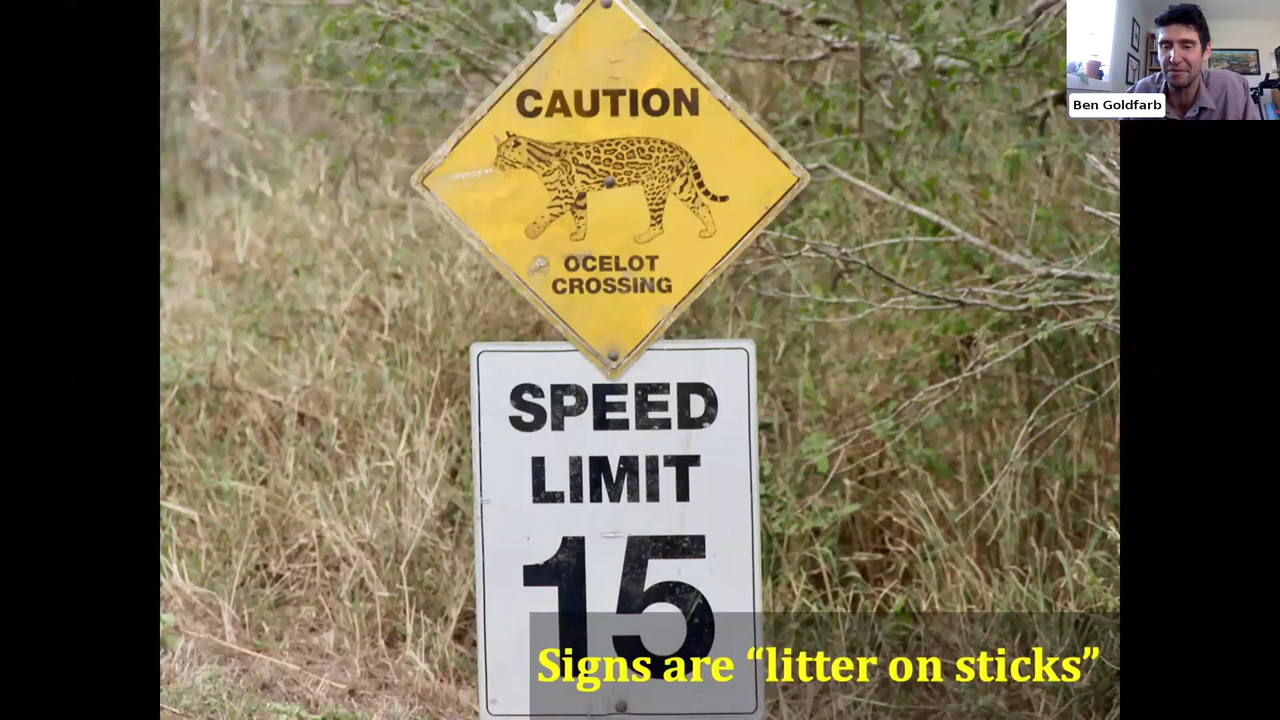 CAUTION
OCELOT
CROSSING
SPEED
LIMIT
15
Signs are “litter on sticks”
Ben Goldfarb